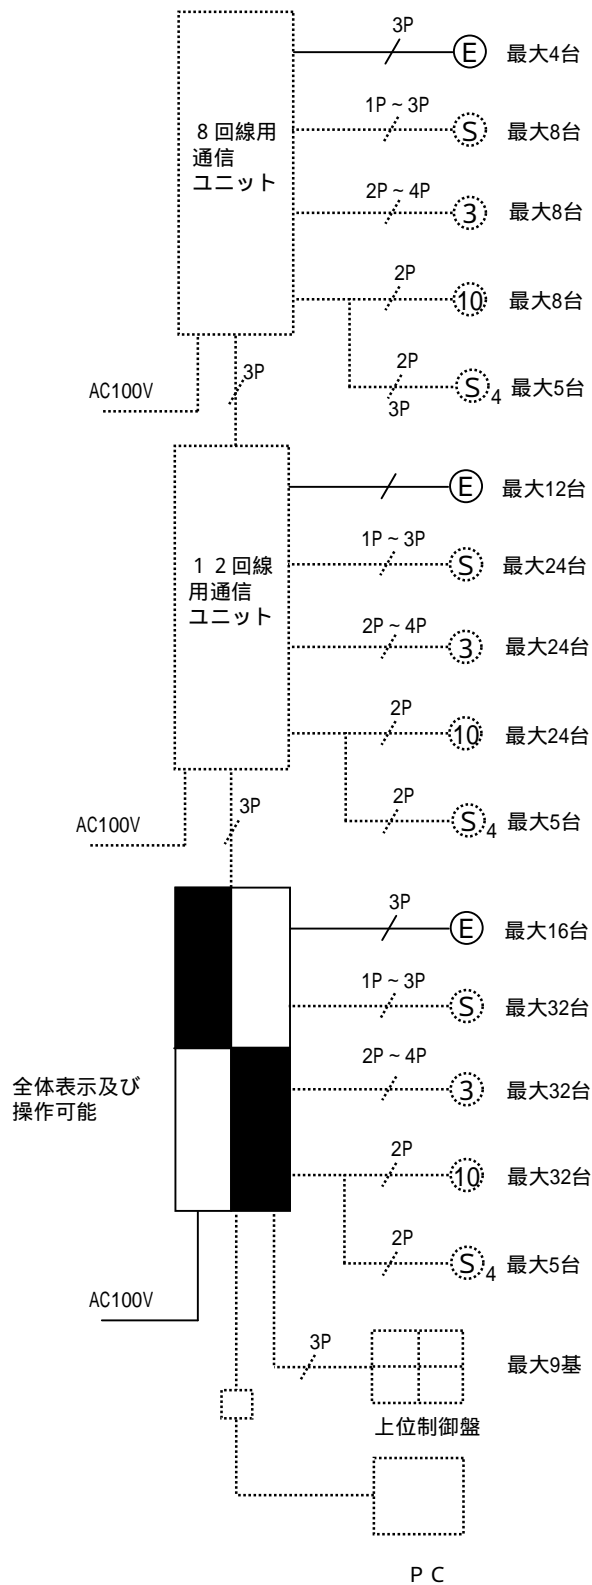 3P
E 最大4台
８回線用
通信
ユニット
1P~3P
S 最大8台
2P~4P
3 最大8台
2P
10 最大8台
2P
S4 最大5台
3P
3P
AC100V
E 最大12台
１２回線
用通信
ユニット
1P~3P
S 最大24台
2P~4P
3 最大24台
2P
10 最大24台
2P
S4 最大5台
3P
AC100V
3P
E 最大16台
1P~3P
S 最大32台
2P~4P
3 最大32台
全体表示及び
操作可能
2P
10 最大32台
2P
S4 最大5台
AC100V
3P
最大9基
上位制御盤
ＰＣ